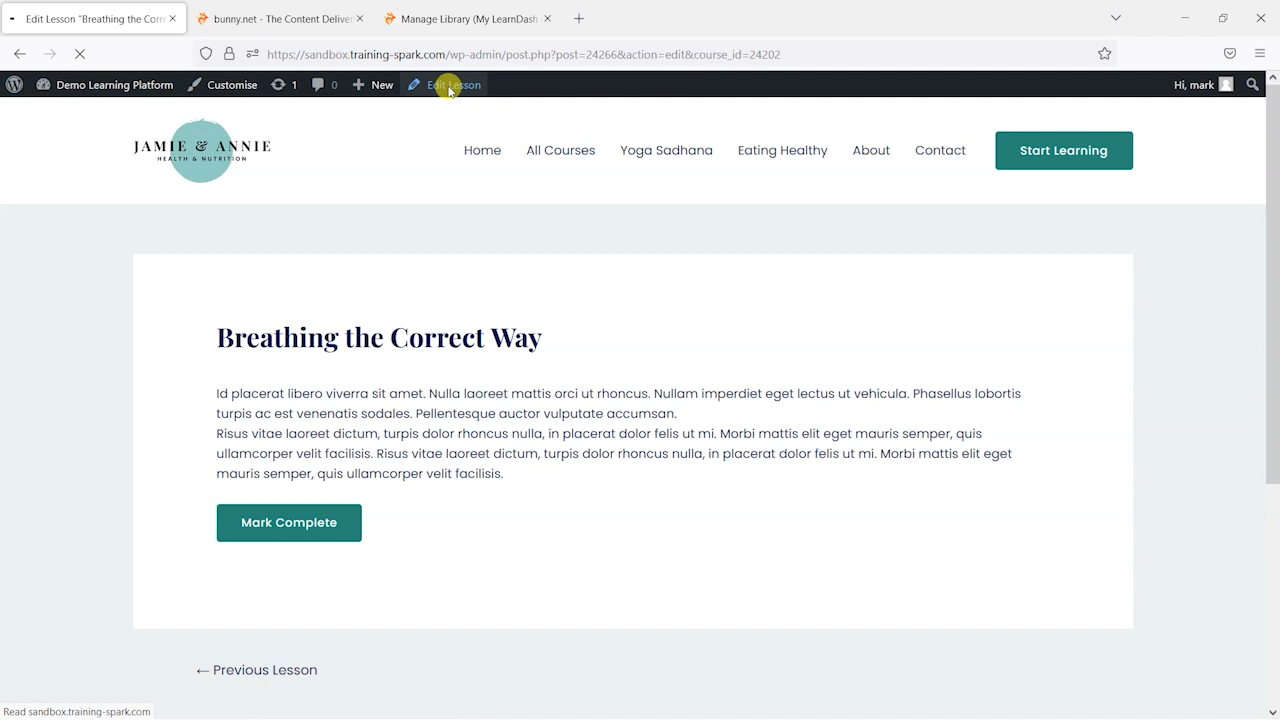 Edit Lesson "Breathing the Corre
bunny.net - The Content Deliver
Manage Library (My LearnDash
https://sandbox.training-spark.com/wp-admin/post.php?post=24266&action=edit&course_id=24202
Demo Learning Platform
Customise
1
0
New
Edit Lesson
Hi, mark
JAMIE & ANNIE
HEALTH & NUTRITION
Home
All Courses
Yoga Sadhana
Eating Healthy
About
Contact
Start Learning
Breathing the Correct Way
Id placerat libero viverra sit amet. Nulla laoreet mattis orci ut rhoncus. Nullam imperdiet eget lectus ut vehicula. Phasellus lobortis
turpis ac est venenatis sodales. Pellentesque auctor vulputate accumsan.
Risus vitae laoreet dictum, turpis dolor rhoncus nulla, in placerat dolor felis ut mi. Morbi mattis elit eget mauris semper, quis
ullamcorper velit facilisis. Risus vitae laoreet dictum, turpis dolor rhoncus nulla, in placerat dolor felis ut mi. Morbi mattis elit eget
mauris semper, quis ullamcorper velit facilisis.
Mark Complete
← Previous Lesson
Read sandbox.training-spark.com